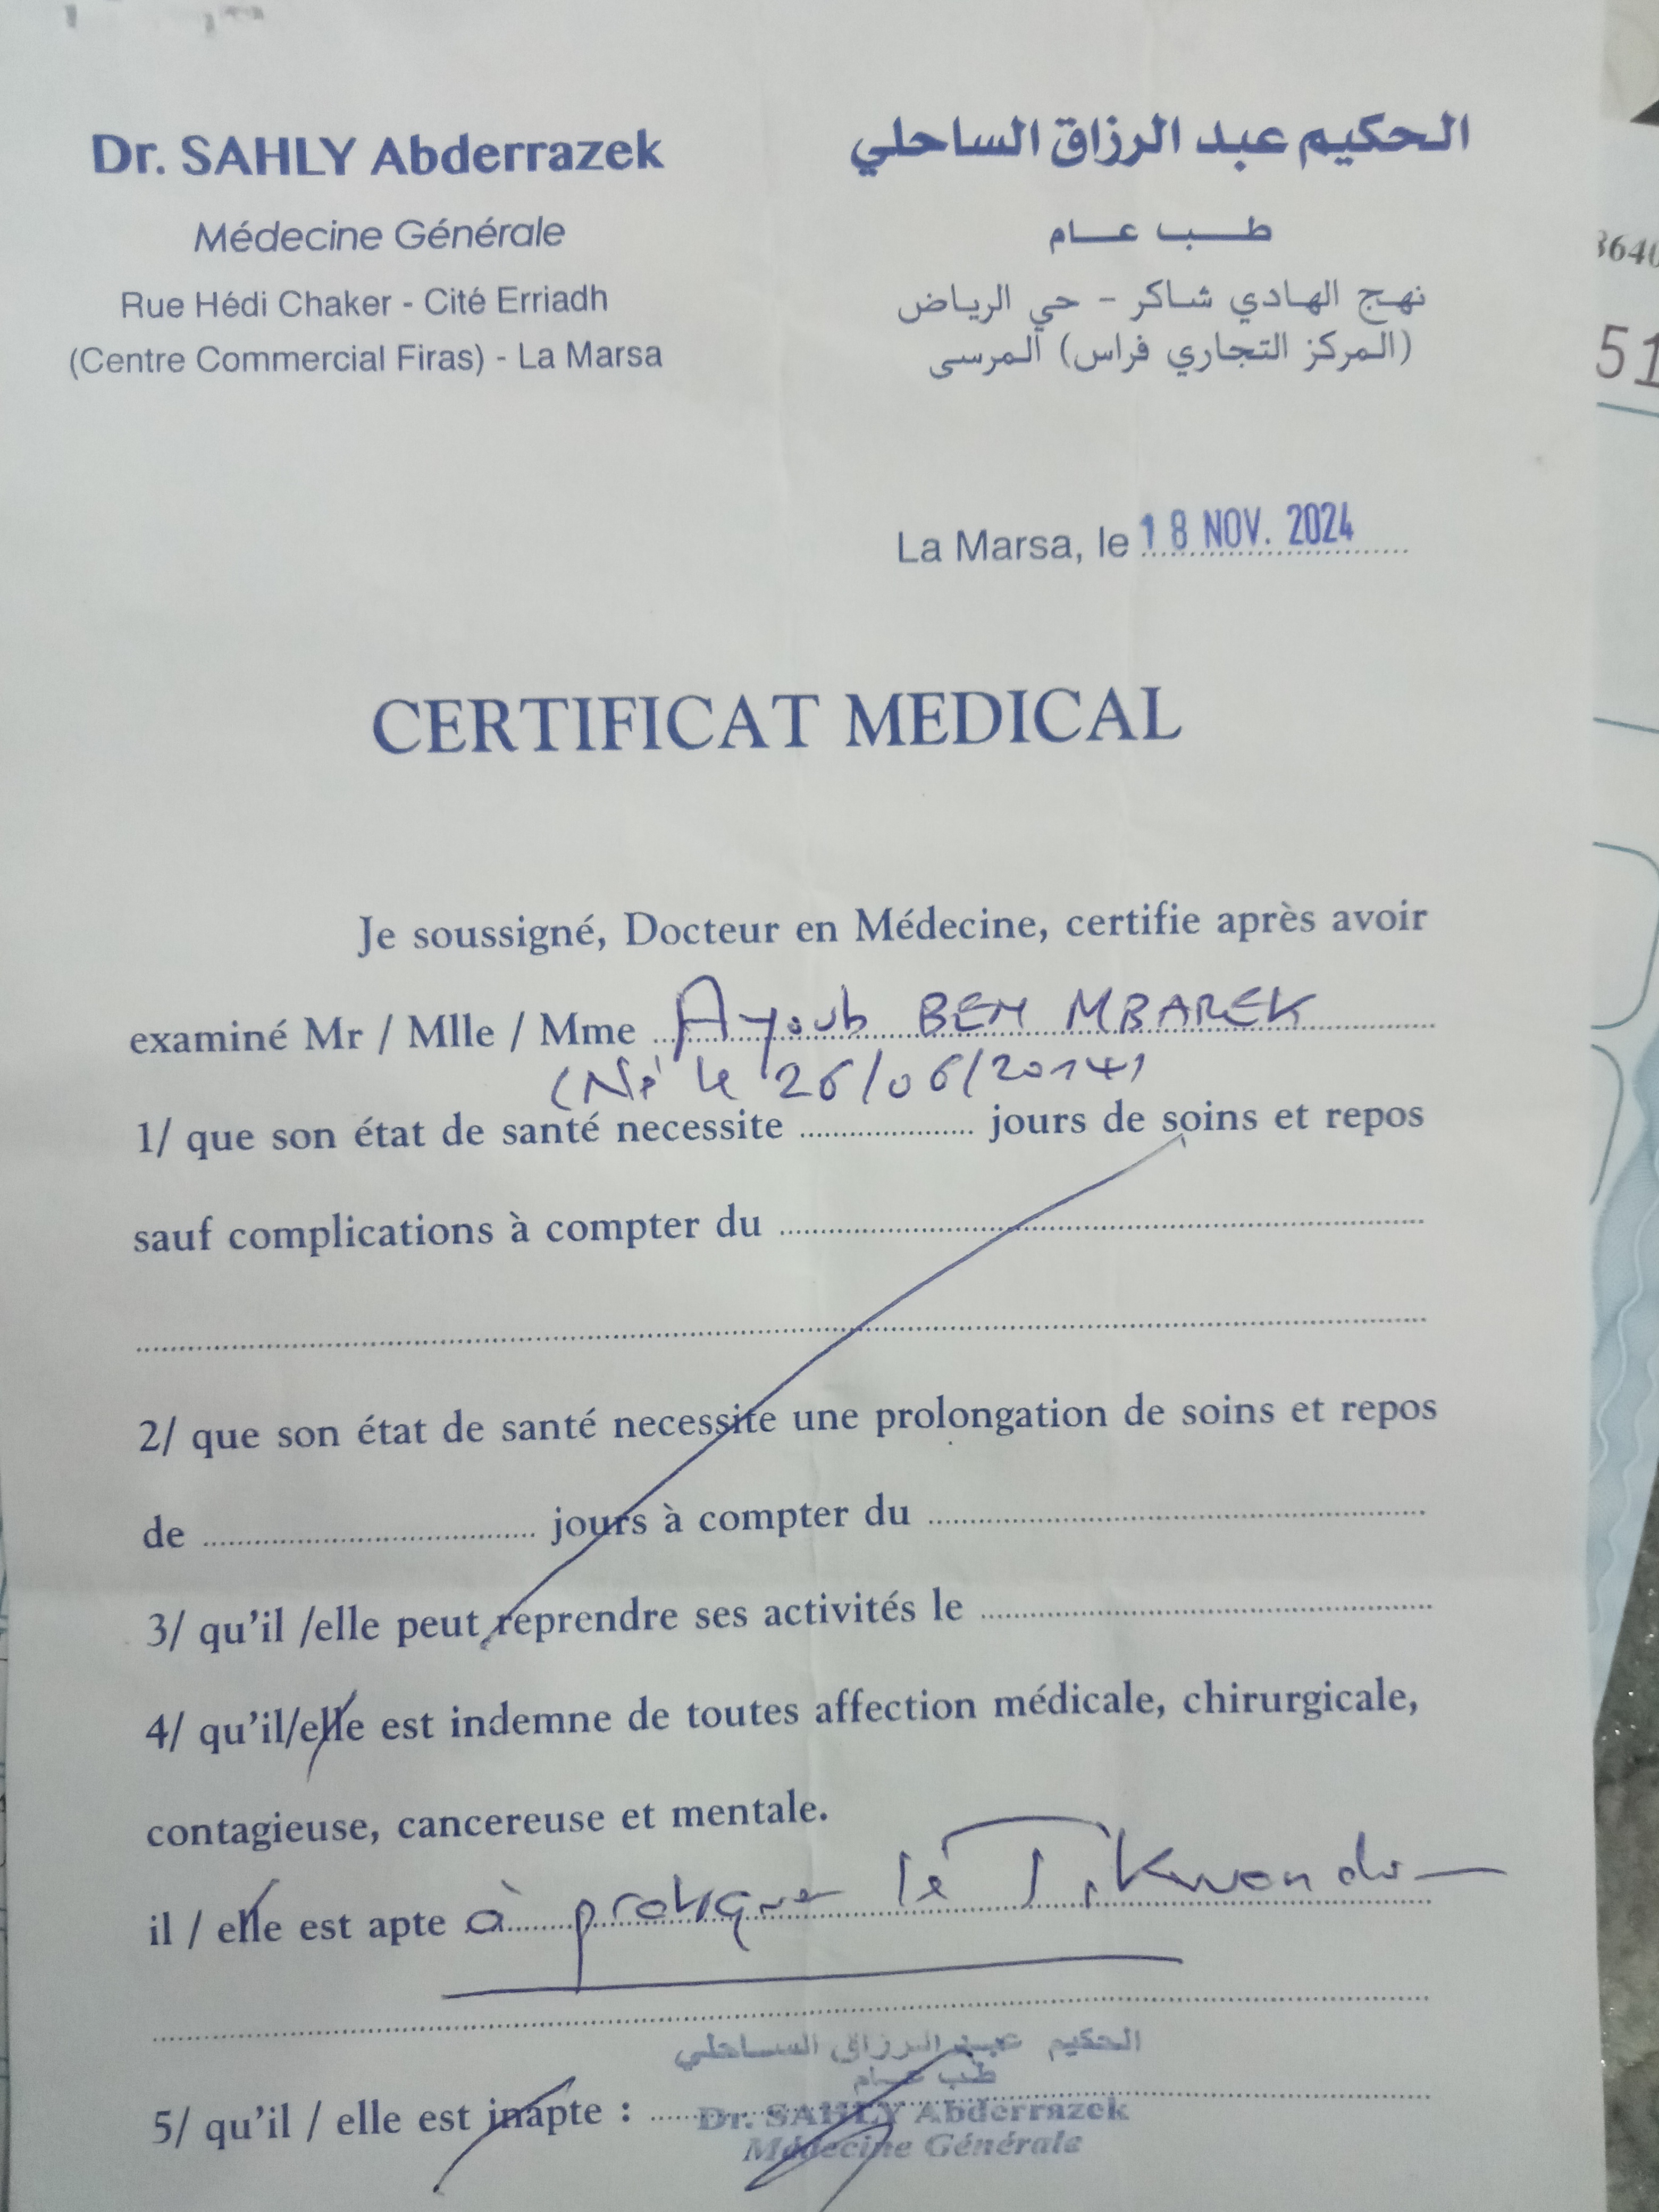 Dr. SAHLY Abderrazek
Médecine Générale
Rue Hédi Chaker - Cité Erriadh
(Centre Commercial Firas) - La Marsa
الحكيم عبد الرزاق الساحلي
طب عام
نهج الهادي شاكر - حي الرياض
(المركز التجاري فراس) المرسى
3640
51
La Marsa, le 18 NOV. 2024
CERTIFICAT MEDICAL
Je soussigné, Docteur en Médecine, certifie après avoir
examiné Mr / Mlle / Mme Ayoub BEN MBAREK
(Né le 26/06/2014)
1/ que son état de santé necessite ........ jours de soins et repos
sauf complications à compter du ........
2/ que son état de santé necessite une prolongation de soins et repos
de ........ jours à compter du ........
3/ qu'il /elle peut reprendre ses activités le ........
4/ qu'il/elle est indemne de toutes affection médicale, chirurgicale,
contagieuse, cancereuse et mentale.
il / elle est apte à pratiquer le Tikwondo
الحكيم عبد الرزاق الساحلي
طب عام
5/ qu'il / elle est inapte : ........
Dr. SAHLY Abderrazek
Médecine Générale